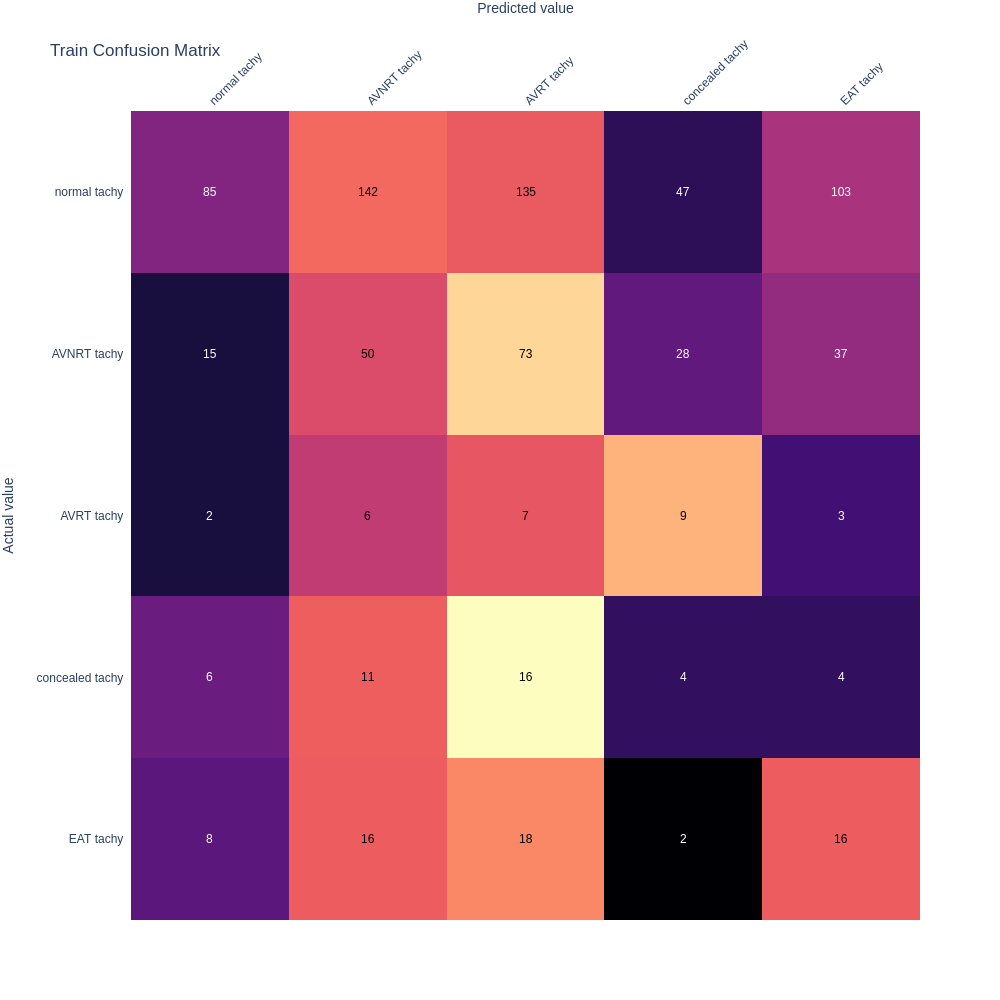 Predicted value
Train Confusion Matrix
normal tachy
AVNRT tachy
AVRT tachy
concealed tachy
EAT tachy
Actual value
normal tachy 85 142 135 47 103
AVNRT tachy 15 50 73 28 37
AVRT tachy 2 6 7 9 3
concealed tachy 6 11 16 4 4
EAT tachy 8 16 18 2 16